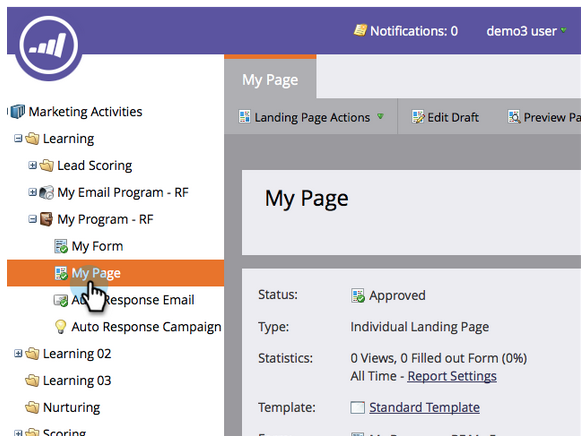 Notifications: 0 demo3 user
My Page
Landing Page Actions Edit Draft Preview
Marketing Activities
Learning
Lead Scoring
My Email Program - RF
My Program - RF
My Form
My Page
Response Email
Auto Response Campaign
Learning 02
Learning 03
Nurturing
Scoring
My Page
Status: Approved
Type: Individual Landing Page
Statistics: 0 Views, 0 Filled out Form (0%)
All Time - Report Settings
Template: Standard Template